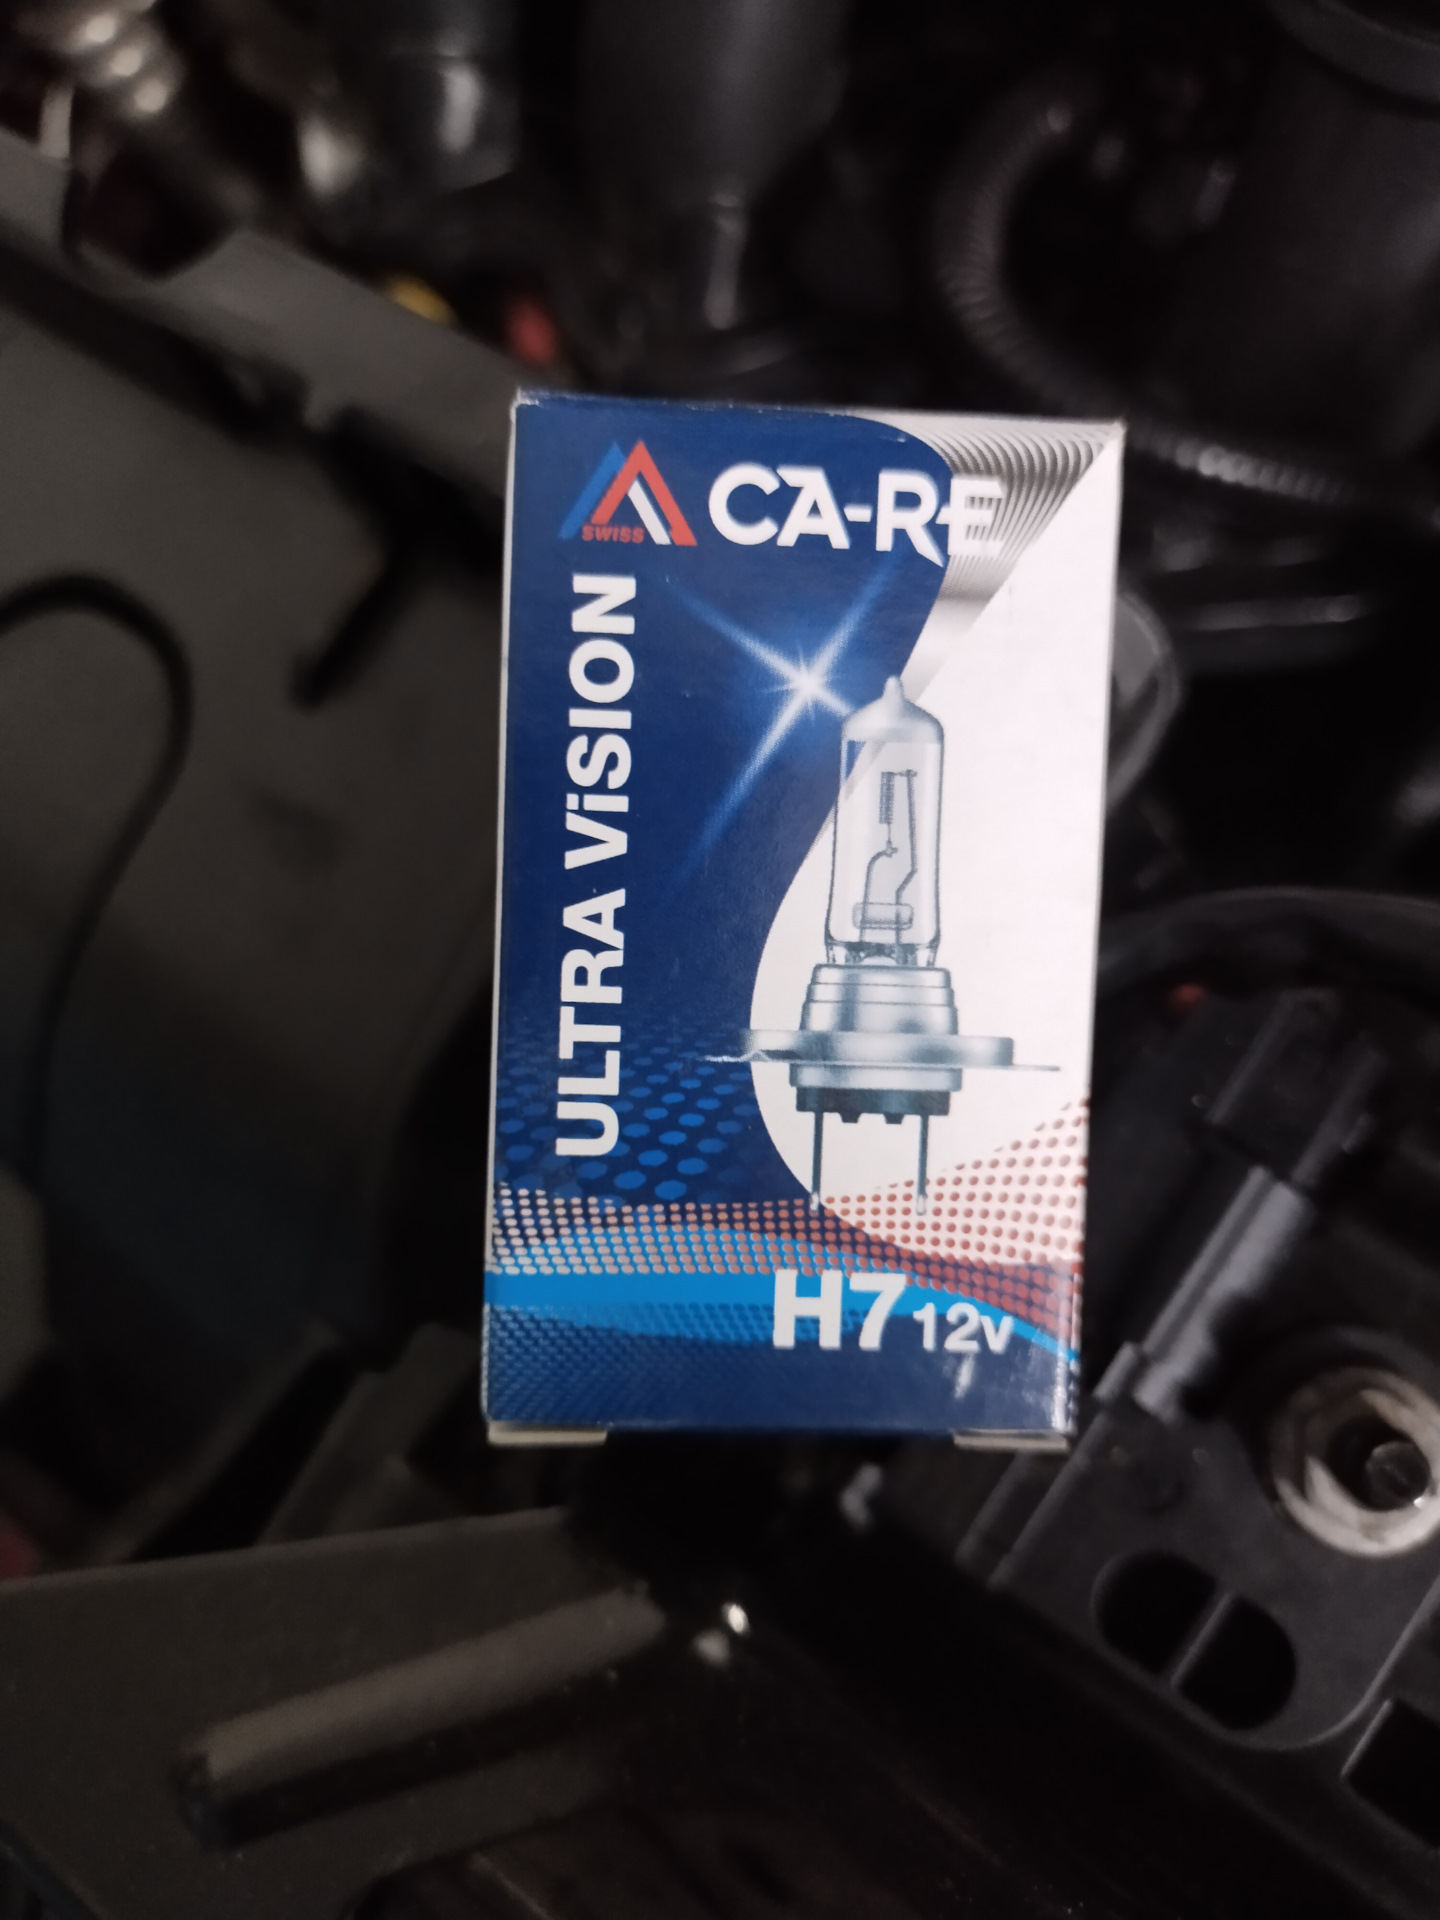 SWISS
CA-RE
ULTRA ViSION
H7 12v